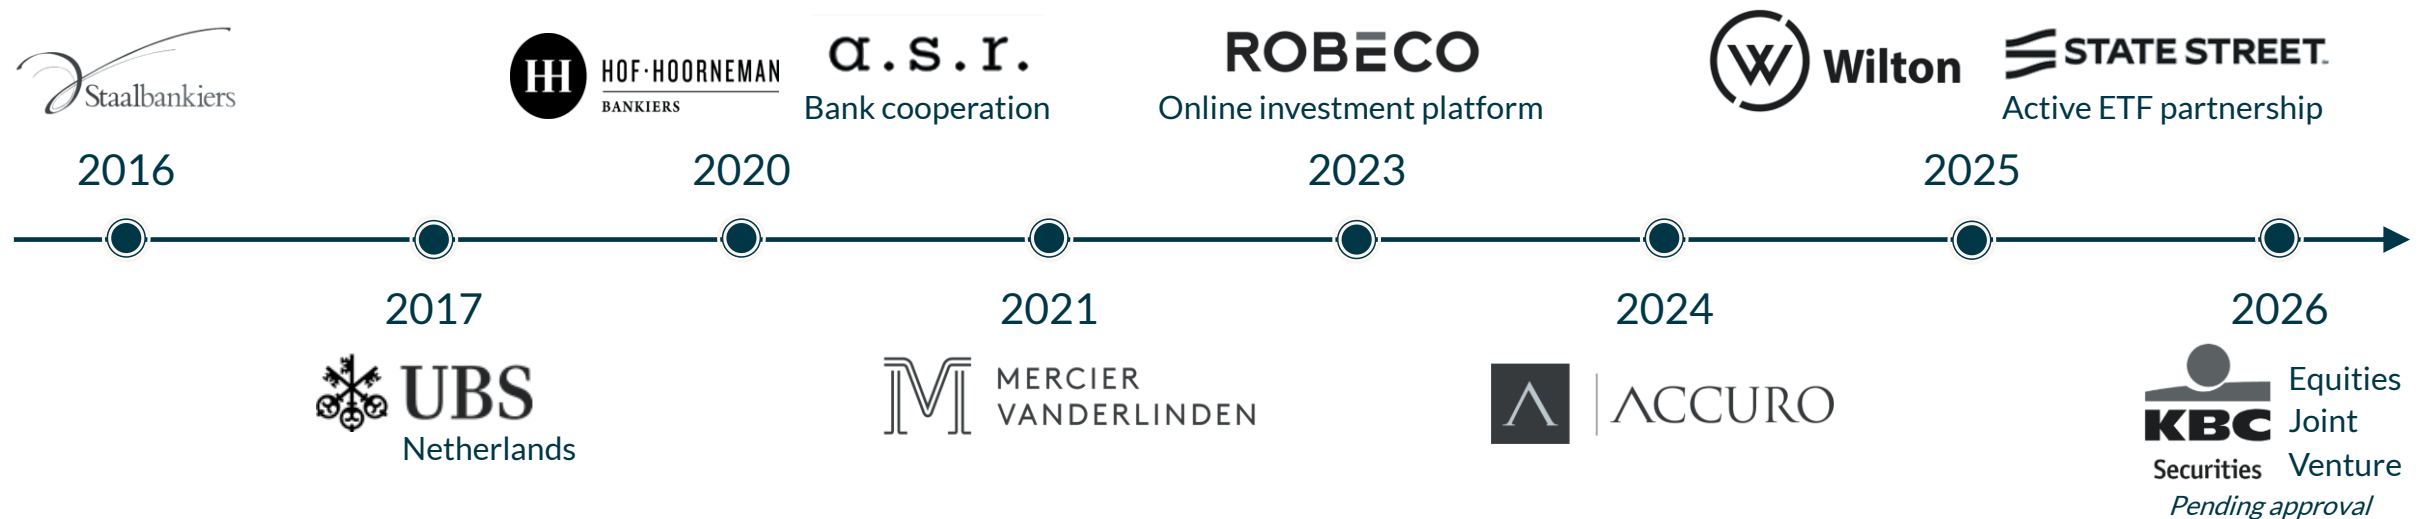 Staalbankiers
HH HOF·HOORNEMAN
BANKIERS
a.s.r.
Bank cooperation
ROBECO
Online investment platform
W Wilton
STATE STREET
Active ETF partnership
2016
2020
2023
2025
2017
2021
2024
2026
UBS
Netherlands
M MERCIER
VANDERLINDEN
ACCURO
KBC
Securities
Equities
Joint
Venture
Pending approval